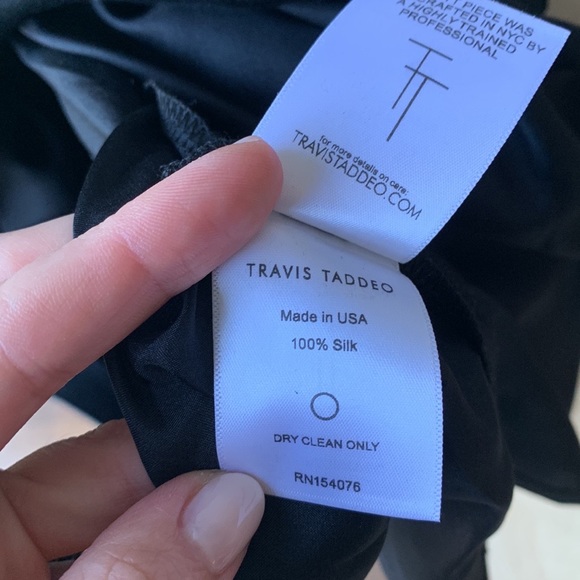 PIECE WAS
CRAFTED IN NYC BY
A HIGHLY TRAINED
PROFESSIONAL
for more details on care:
TRAVISTADDEO.COM
TRAVIS TADDEO
Made in USA
100% Silk
DRY CLEAN ONLY
RN154076